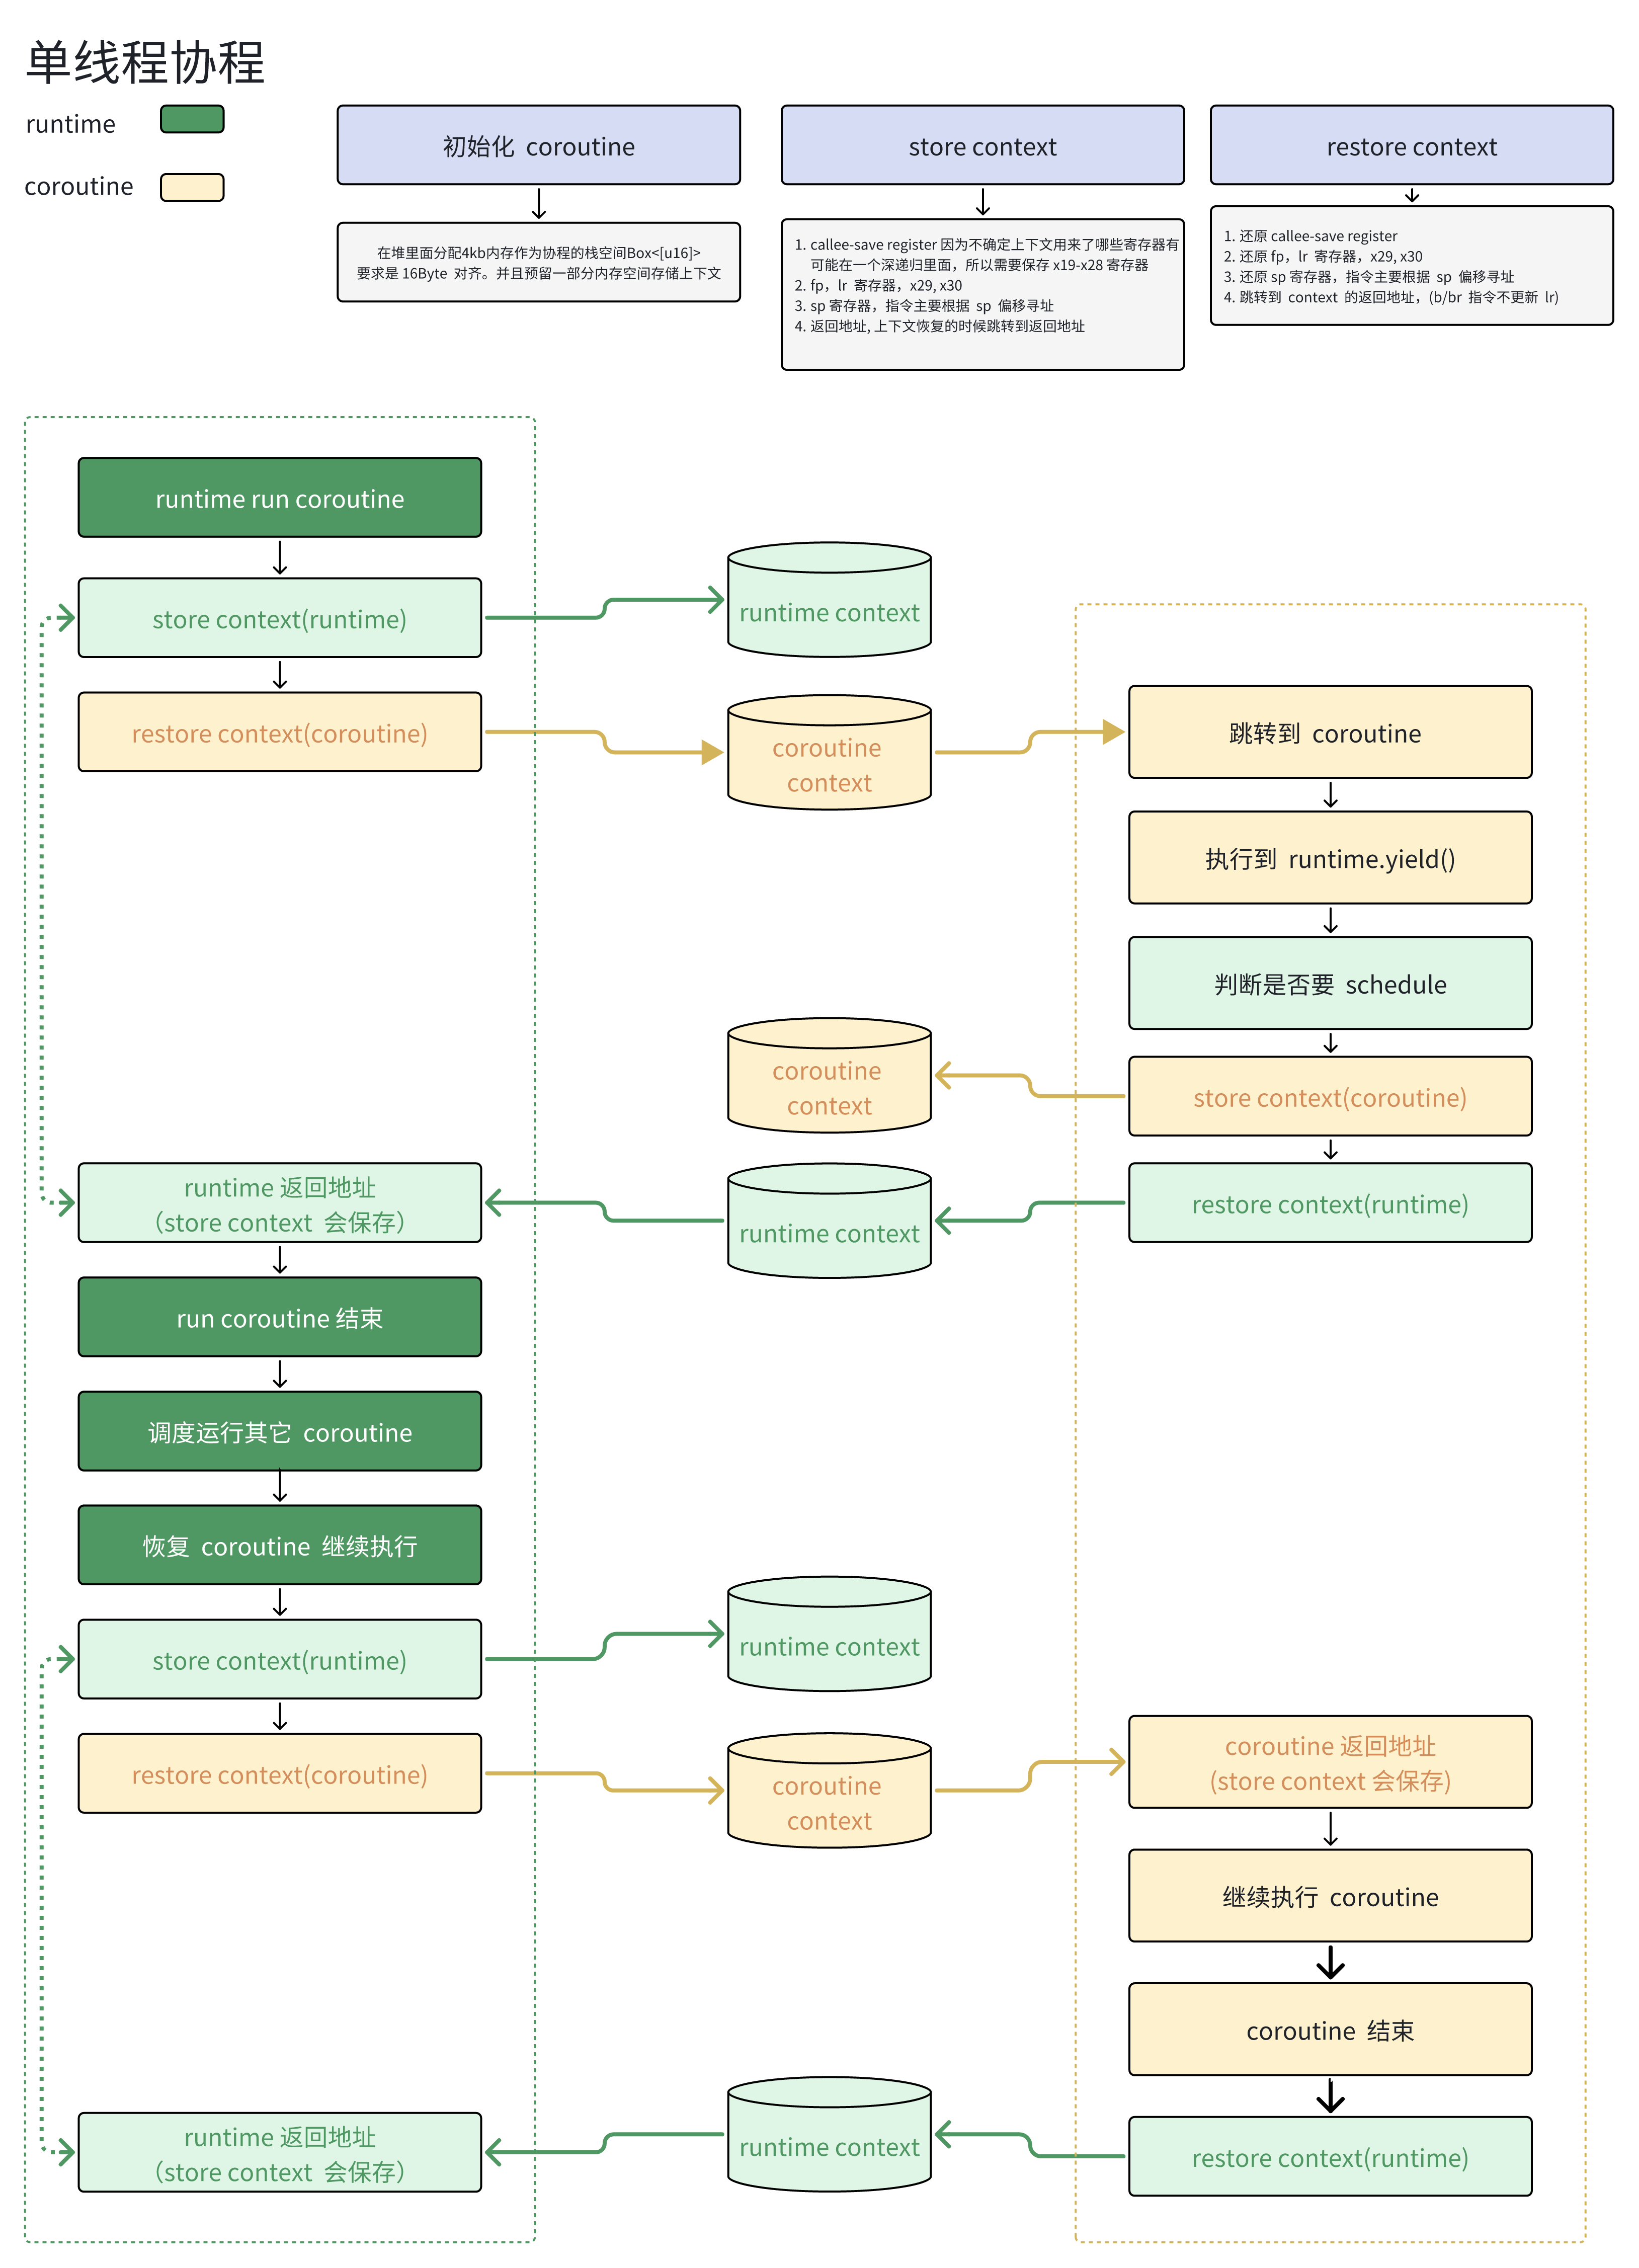 单线程协程
runtime
coroutine
初始化 coroutine
在堆里面分配4kb内存作为协程的栈空间Box<[u16]>
要求是 16Byte 对齐。并且预留一部分内存空间存储上下文
store context
1. callee-save register 因为不确定上下文用来了哪些寄存器有
可能在一个深递归里面，所以需要保存 x19-x28 寄存器
2. fp，lr 寄存器，x29, x30
3. sp 寄存器，指令主要根据 sp 偏移寻址
4. 返回地址, 上下文恢复的时候跳转到返回地址
restore context
1. 还原 callee-save register
2. 还原 fp，lr 寄存器，x29, x30
3. 还原 sp 寄存器，指令主要根据 sp 偏移寻址
4. 跳转到 context 的返回地址，(b/br 指令不更新 lr)
runtime run coroutine
store context(runtime)
runtime context
restore context(coroutine)
coroutine
context
跳转到 coroutine
执行到 runtime.yield()
判断是否要 schedule
store context(coroutine)
coroutine
context
restore context(runtime)
runtime context
runtime 返回地址
（store context 会保存）
run coroutine 结束
调度运行其它 coroutine
恢复 coroutine 继续执行
store context(runtime)
runtime context
restore context(coroutine)
coroutine
context
coroutine 返回地址
(store context 会保存)
继续执行 coroutine
coroutine 结束
restore context(runtime)
runtime context
runtime 返回地址
（store context 会保存）